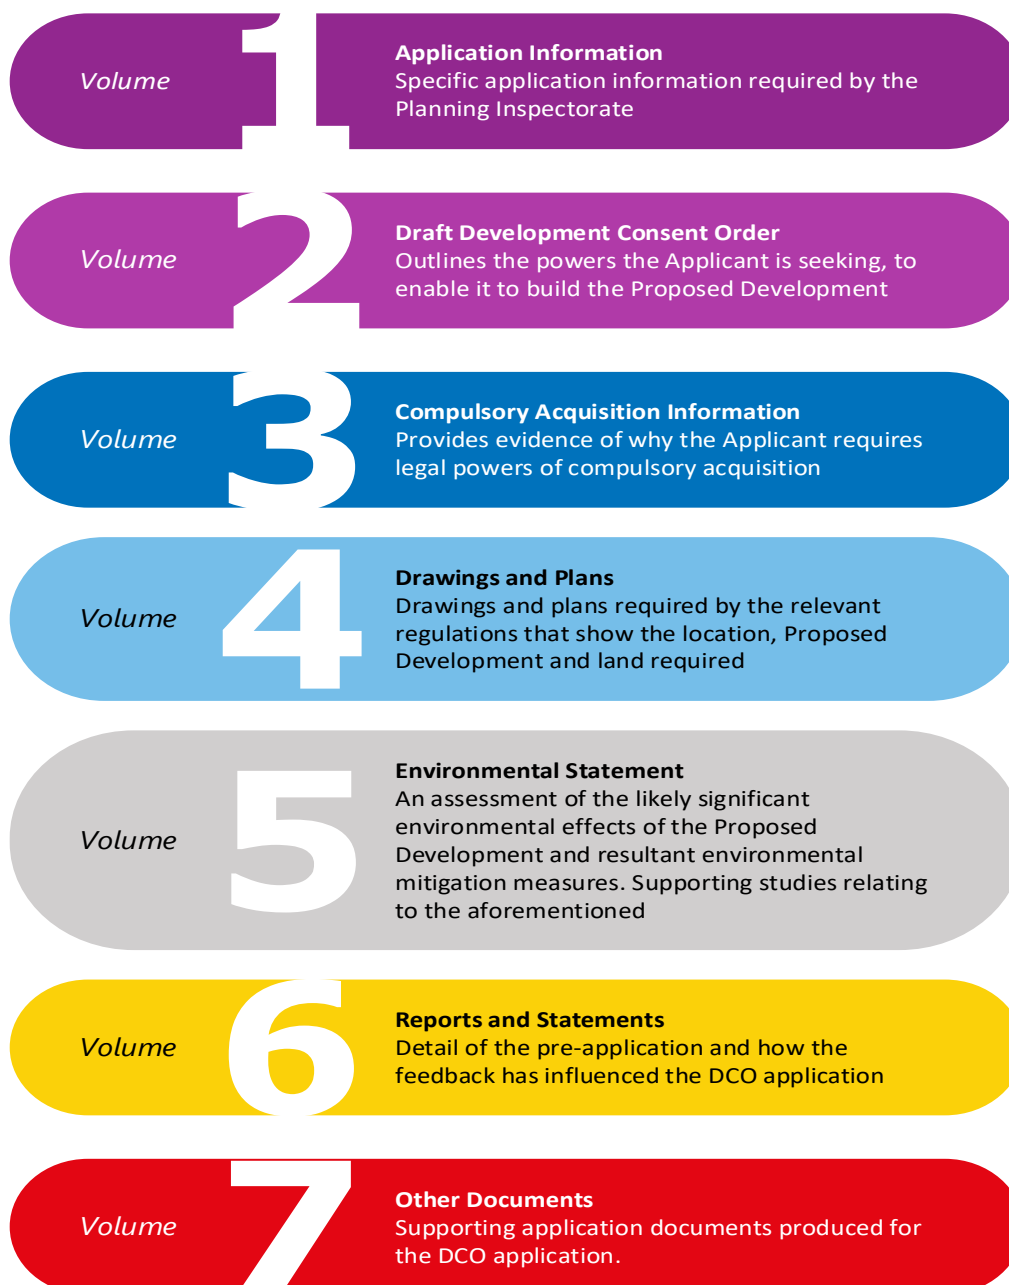 Volume 1
Application Information
Specific application information required by the
Planning Inspectorate
Volume 2
Draft Development Consent Order
Outlines the powers the Applicant is seeking, to
enable it to build the Proposed Development
Volume 3
Compulsory Acquisition Information
Provides evidence of why the Applicant requires
legal powers of compulsory acquisition
Volume 4
Drawings and Plans
Drawings and plans required by the relevant
regulations that show the location, Proposed
Development and land required
Volume 5
Environmental Statement
An assessment of the likely significant
environmental effects of the Proposed
Development and resultant environmental
mitigation measures. Supporting studies relating
to the aforementioned
Volume 6
Reports and Statements
Detail of the pre-application and how the
feedback has influenced the DCO application
Volume 7
Other Documents
Supporting application documents produced for
the DCO application.